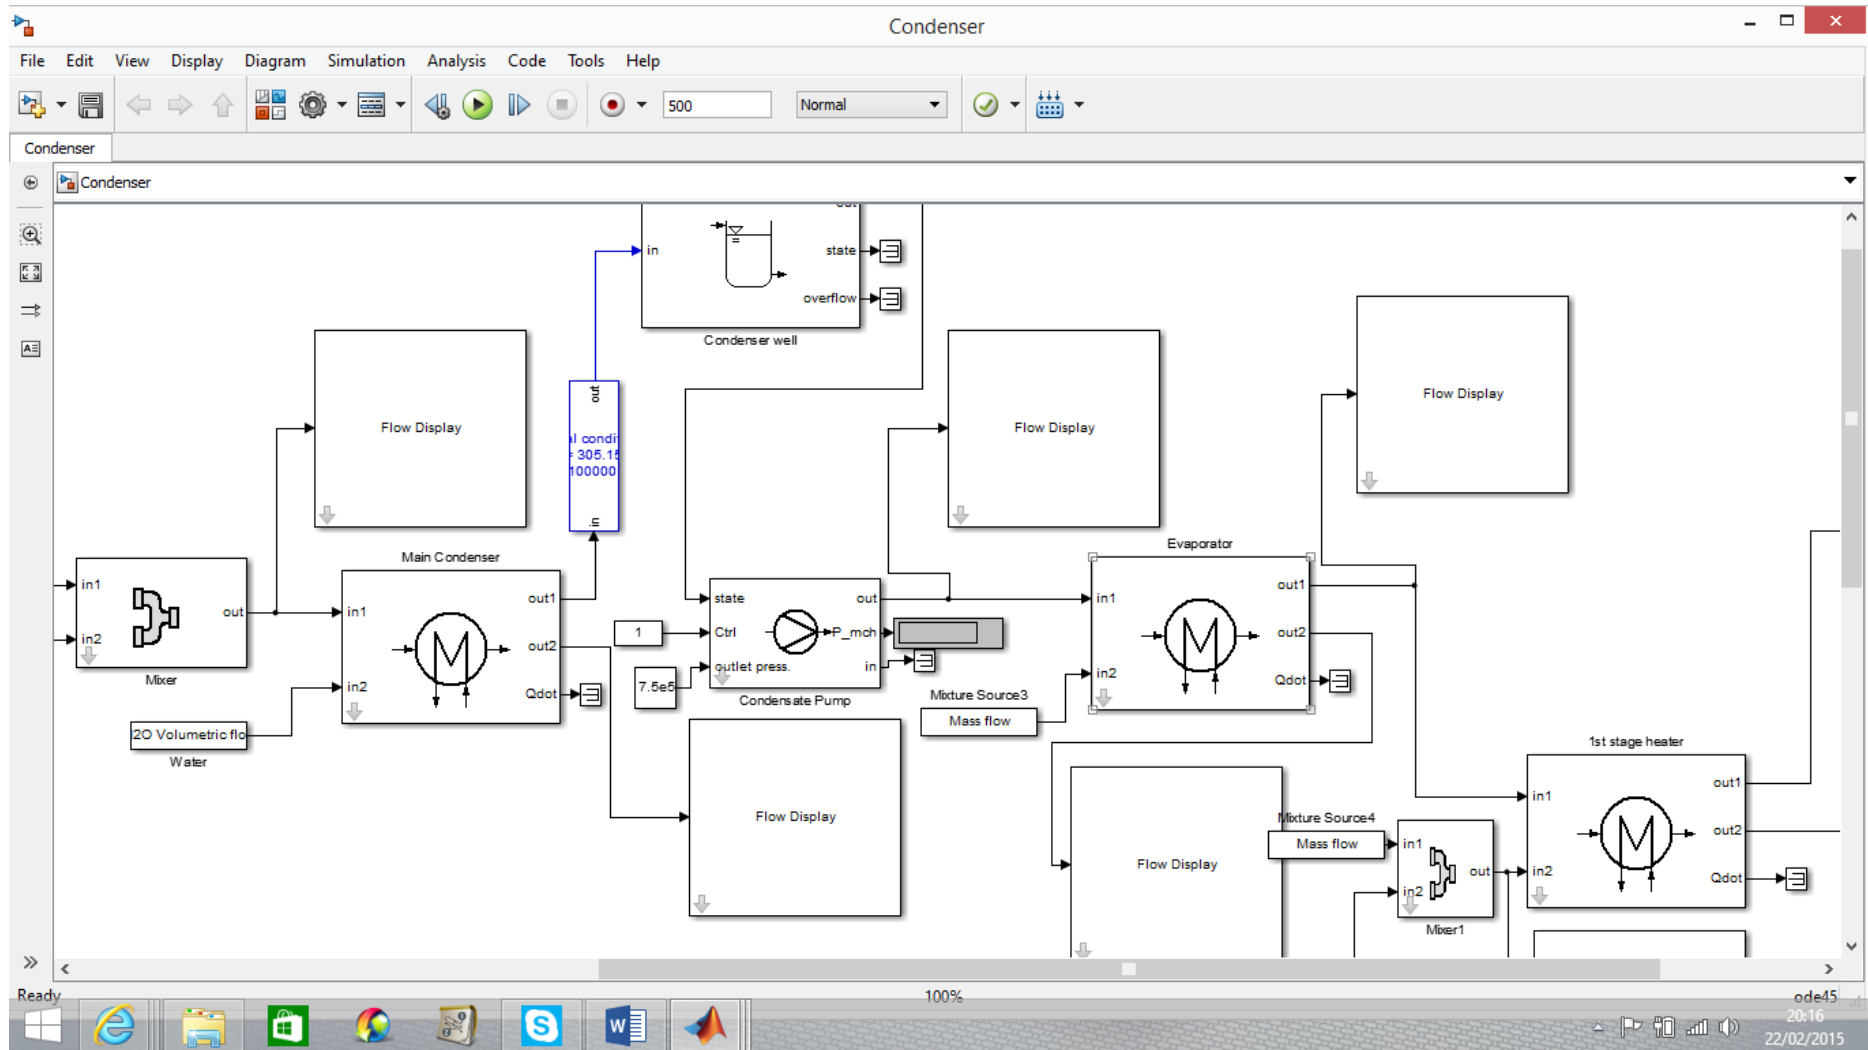 Condenser
File Edit View Display Diagram Simulation Analysis Code Tools Help
500
Normal
Condenser
Condenser
state
in
overflow
Condenser well
Flow Display
out
= 305.15
100000
in
Flow Display
Flow Display
Main Condenser
Evaporator
in1
out
in2
Mixer
in1
out1
out2
in2
Qdot
H2O Volumetric flo
Water
1
7.5e5
state
out
Ctrl
P_mch
outlet press.
in
Condensate Pump
Mixture Source3
Mass flow
in1
out1
out2
in2
Qdot
Flow Display
Flow Display
1st stage heater
in1
out1
out2
in2
Qdot
Mixture Source4
Mass flow
in1
out
in2
Mixer1
Ready
100%
ode45
20:16
22/02/2015